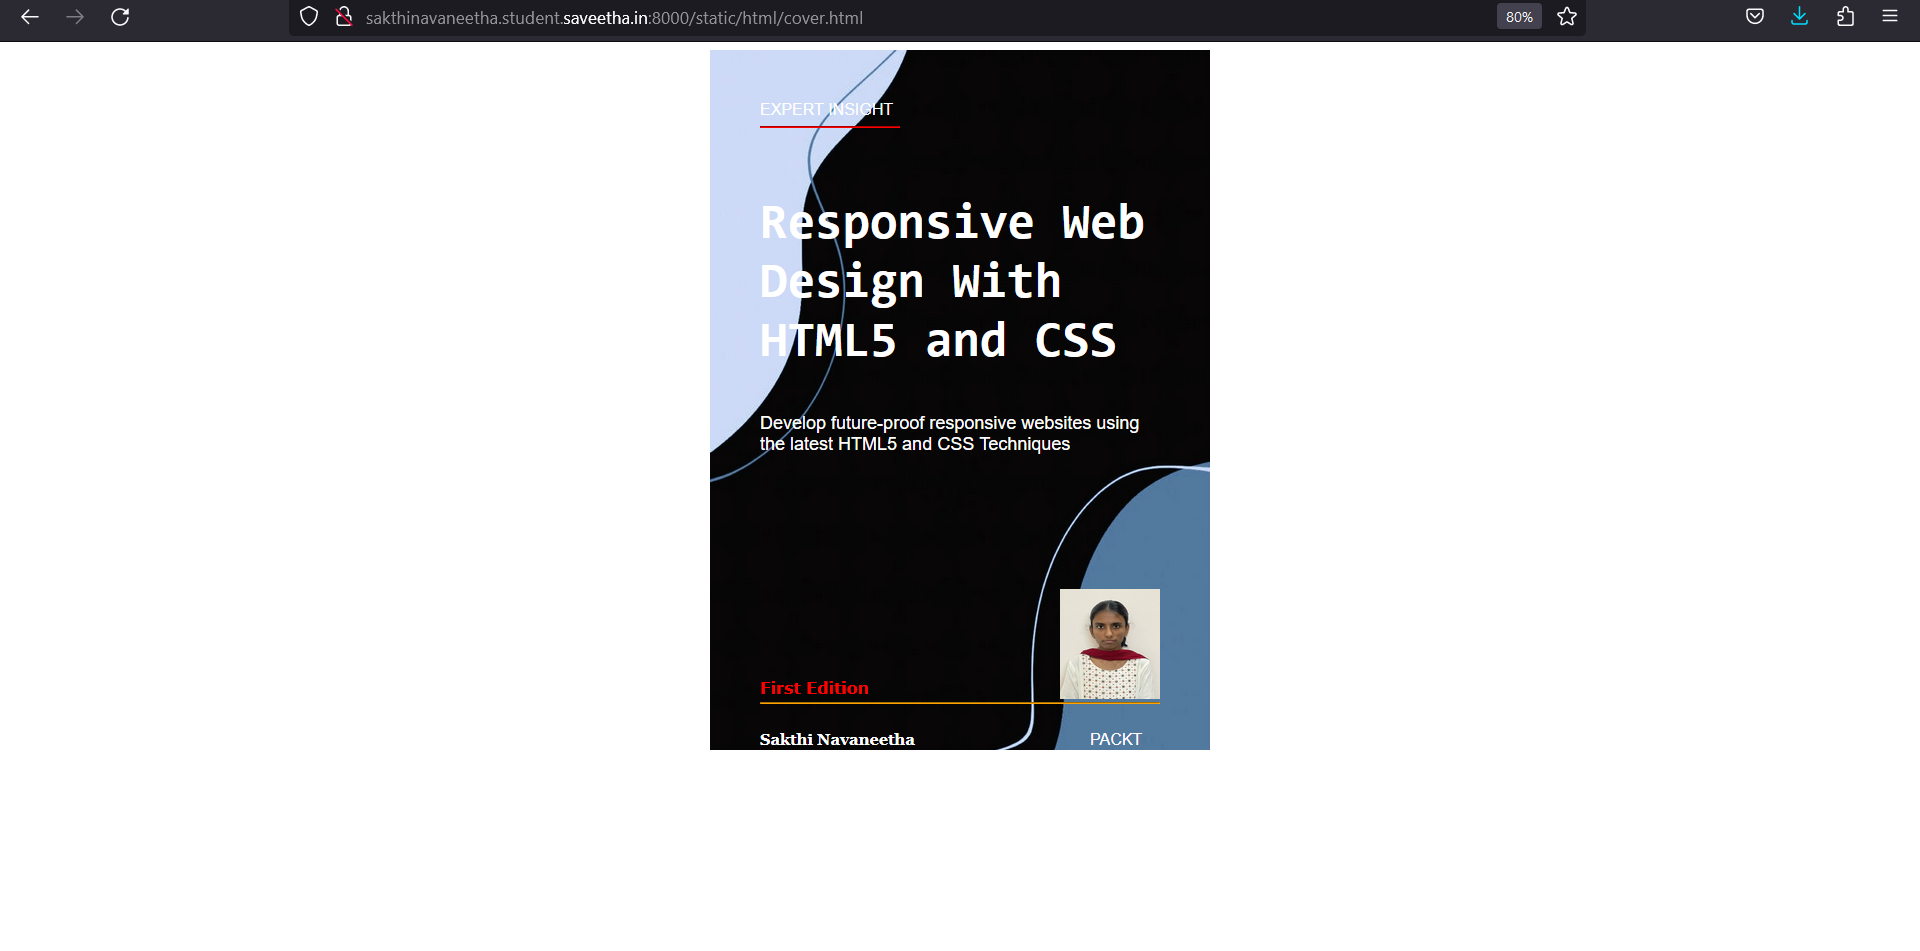 sakthinavaneetha.student.saveetha.in:8000/static/html/cover.html
80%
EXPERT INSIGHT
Responsive Web
Design With
HTML5 and CSS
Develop future-proof responsive websites using
the latest HTML5 and CSS Techniques
First Edition
Sakthi Navaneetha
PACKT